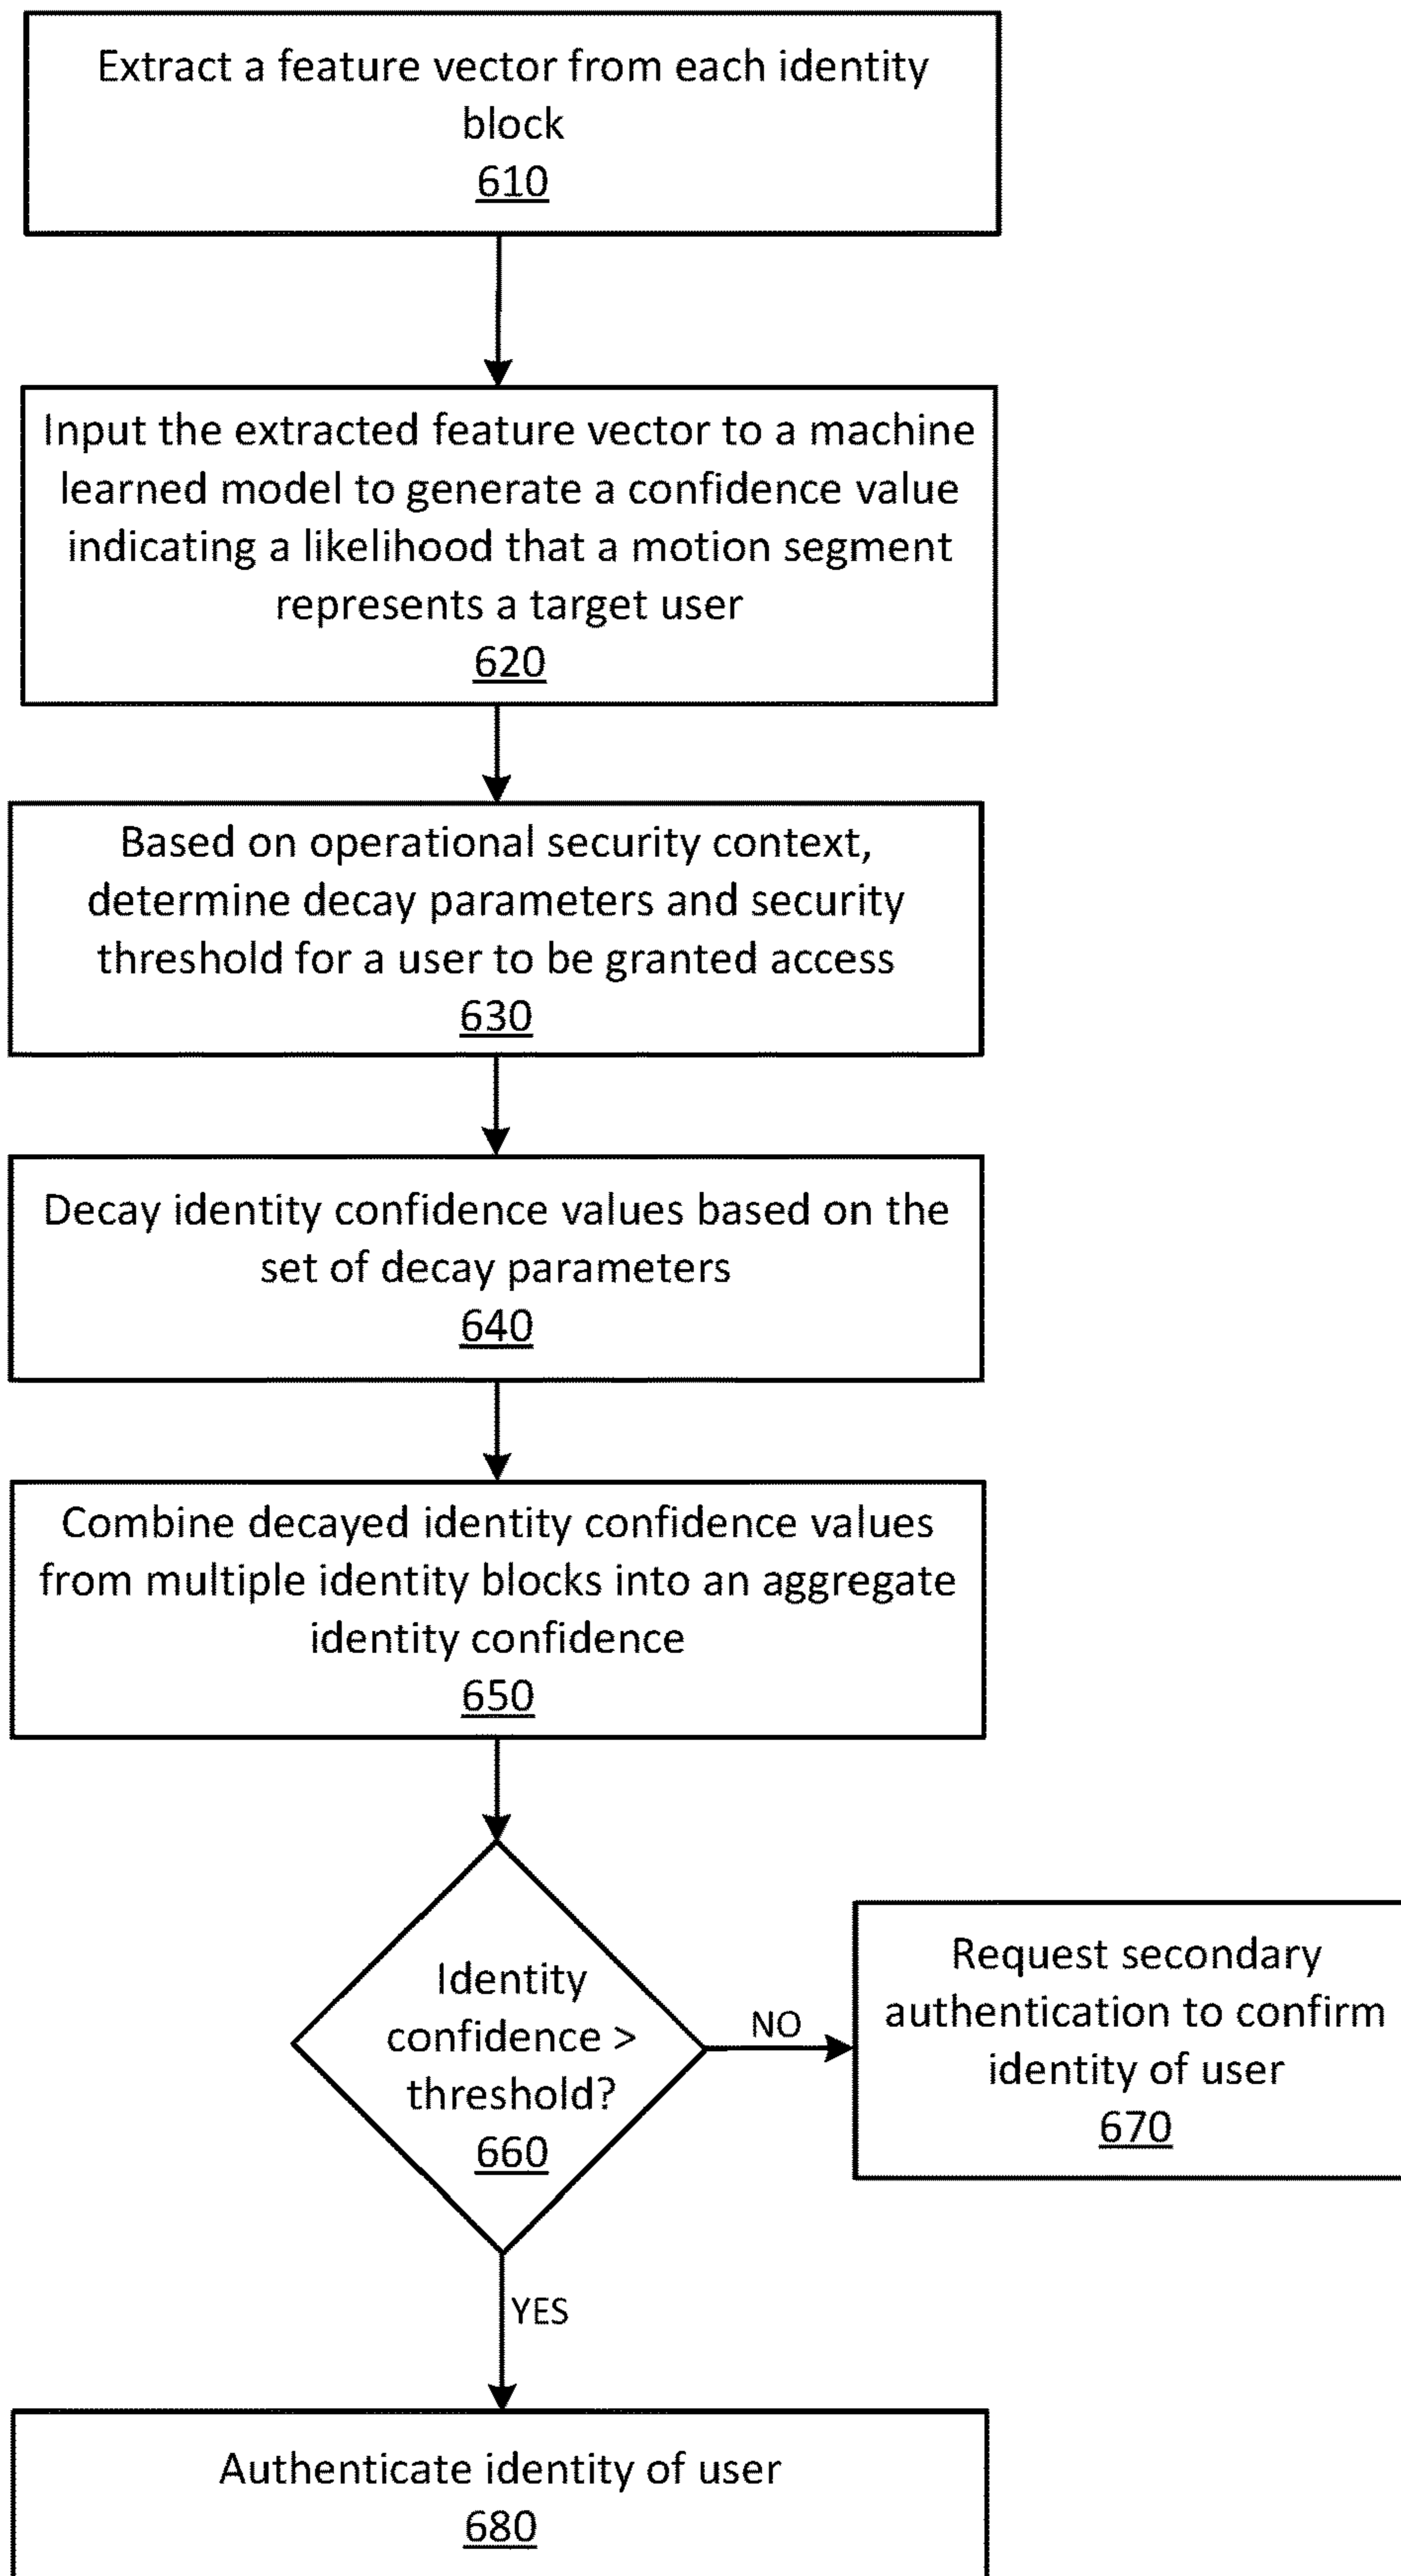 Extract a feature vector from each identity
block
610
Input the extracted feature vector to a machine
learned model to generate a confidence value
indicating a likelihood that a motion segment
represents a target user
620
Based on operational security context,
determine decay parameters and security
threshold for a user to be granted access
630
Decay identity confidence values based on the
set of decay parameters
640
Combine decayed identity confidence values
from multiple identity blocks into an aggregate
identity confidence
650
Identity
confidence >
threshold?
660
NO
Request secondary
authentication to confirm
identity of user
670
YES
Authenticate identity of user
680